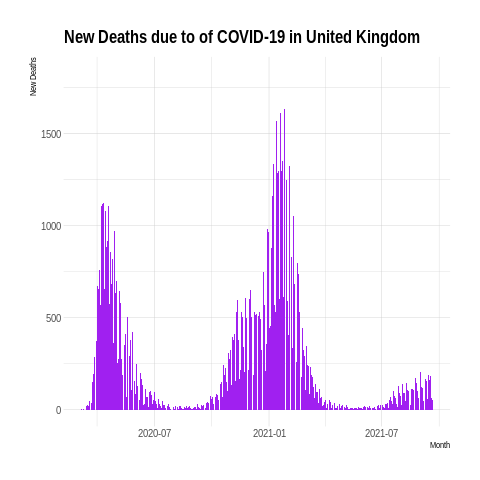 New Deaths due to of COVID-19 in United Kingdom
New Deaths
1500
1000
500
0
2020-07
2021-01
2021-07
Month